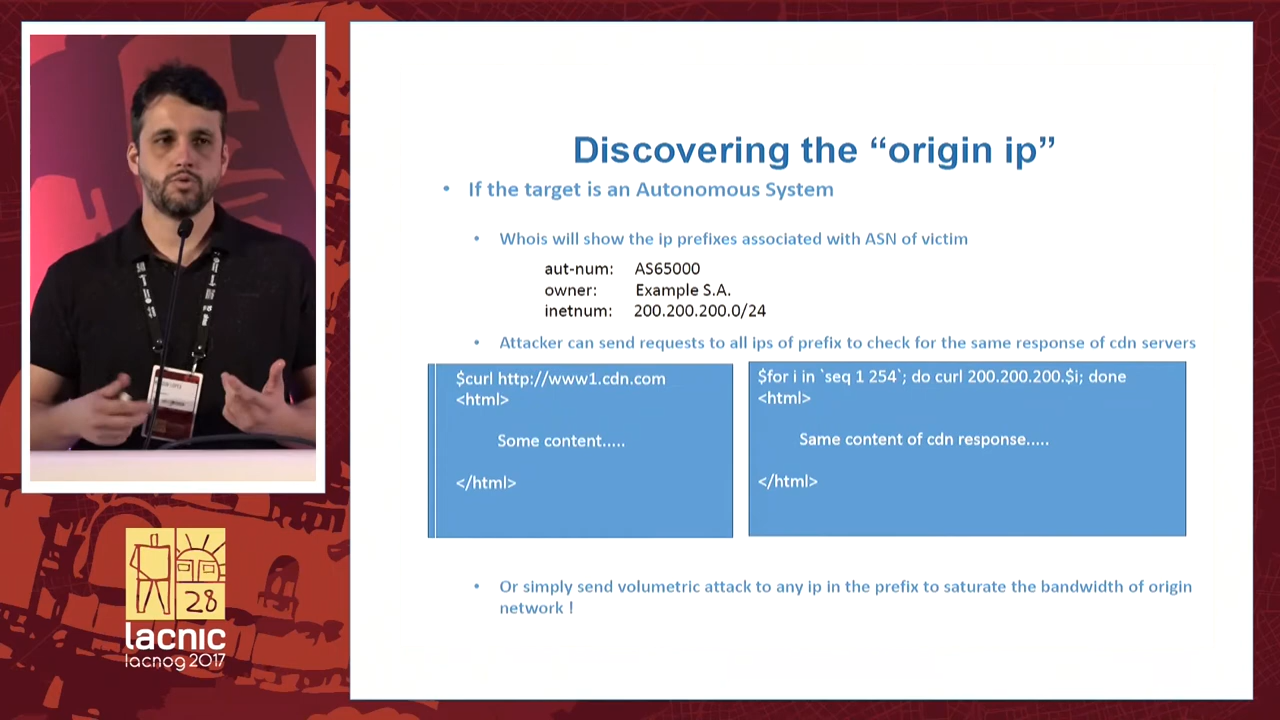 Discovering the “origin ip”
• If the target is an Autonomous System
• Whois will show the ip prefixes associated with ASN of victim
aut-num: AS65000
owner: Example S.A.
inetnum: 200.200.200.0/24
• Attacker can send requests to all ips of prefix to check for the same response of cdn servers
$curl http://www1.cdn.com
<html>
Some content.....
</html>
$for i in `seq 1 254`; do curl 200.200.200.$i; done
<html>
Same content of cdn response.....
</html>
• Or simply send volumetric attack to any ip in the prefix to saturate the bandwidth of origin
network !
28
lacnic
lacnog 2017